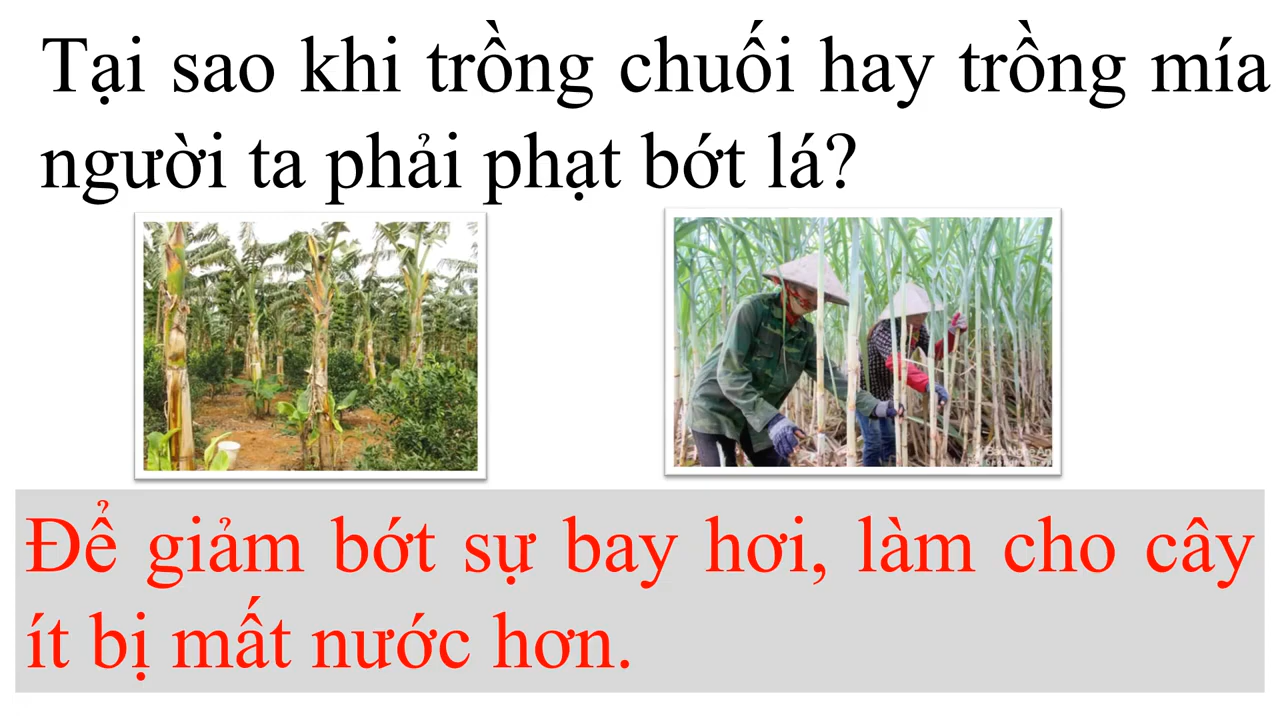 Tại sao khi trồng chuối hay trồng mía
người ta phải phạt bớt lá?
Để giảm bớt sự bay hơi, làm cho cây
ít bị mất nước hơn.